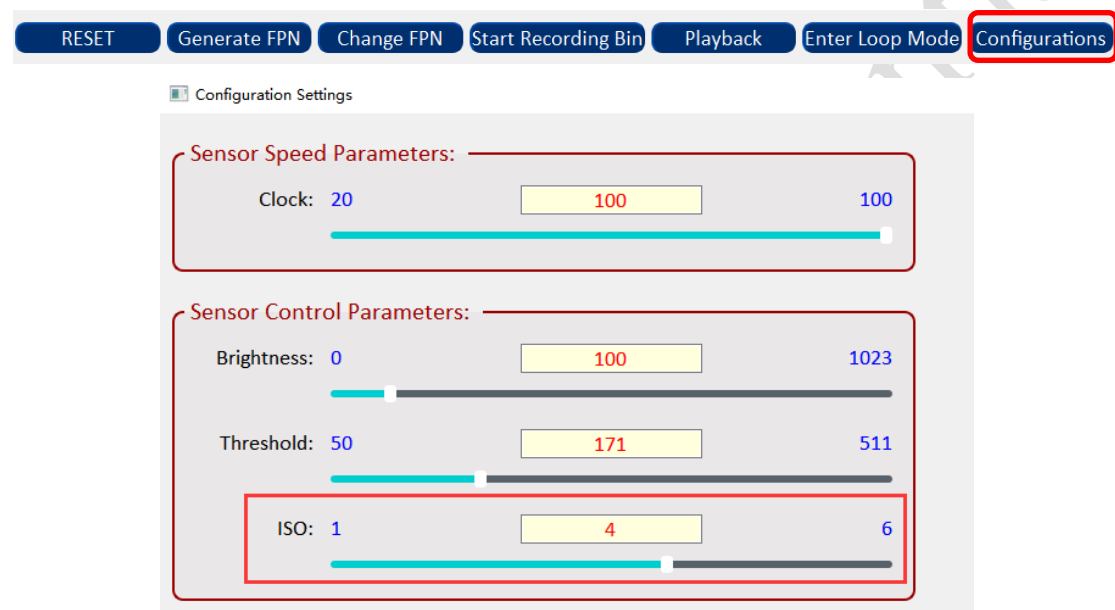 RESET Generate FPN Change FPN Start Recording Bin Playback Enter Loop Mode Configurations
Configuration Settings
Sensor Speed Parameters:
Clock: 20 100 100
Sensor Control Parameters:
Brightness: 0 100 1023
Threshold: 50 171 511
ISO: 1 4 6